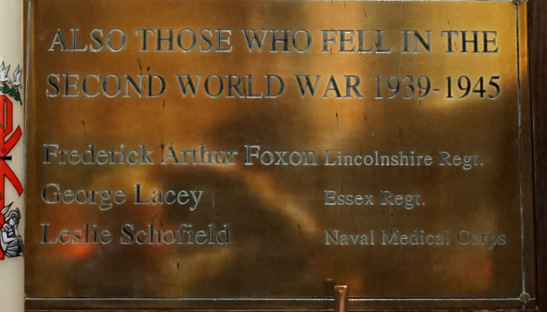 ALSO THOSE WHO FELL IN THE
SECOND WORLD WAR 1939-1945
Frederick Arthur Foxon Lincolnshire Regt.
George Lacey Essex Regt.
Leslie Schofield Naval Medical Corps